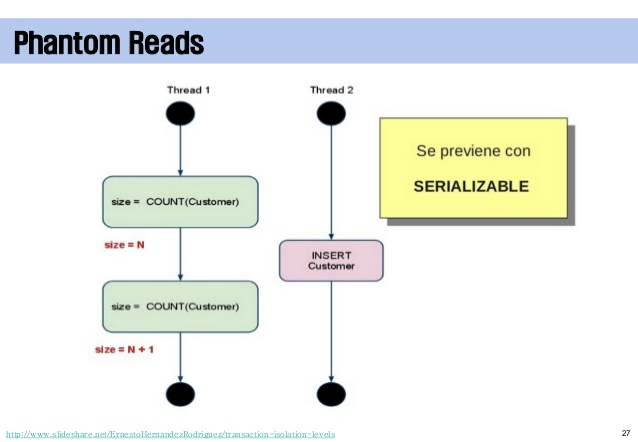 Phantom Reads
Thread 1
Thread 2
Se previene con
SERIALIZABLE
size = COUNT(Customer)
size = N
INSERT
Customer
size = COUNT(Customer)
size = N + 1
http://www.slideshare.net/ErnestoHernandezRodriguez/transaction-isolation-levels
27